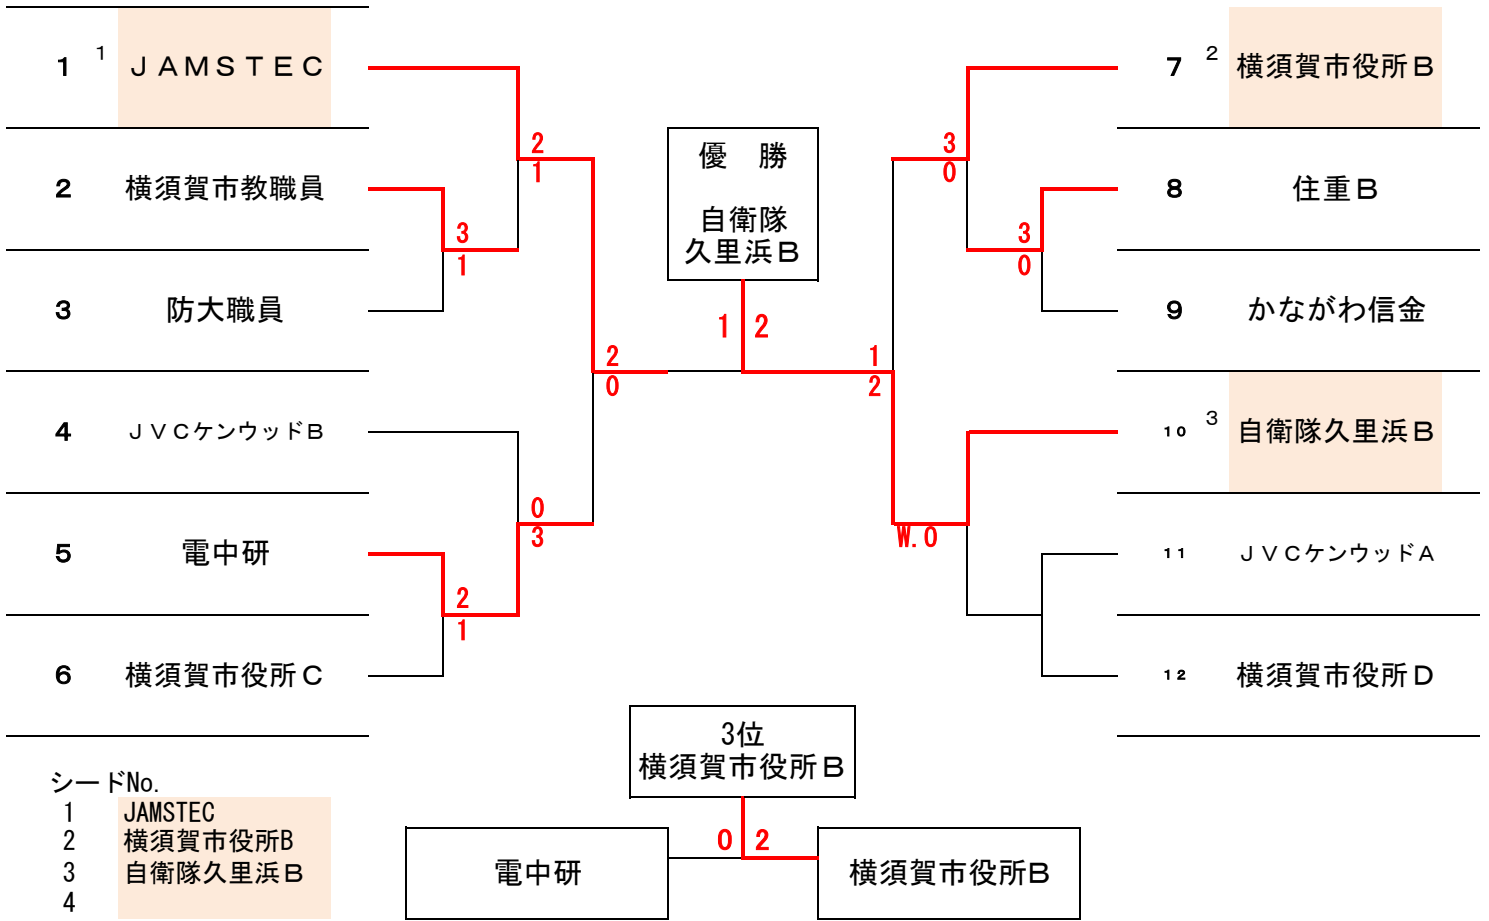 1 1 ＪＡＭＳＴＥＣ
2 横須賀市教職員
3 防大職員
4 ＪＶＣケンウッドＢ
5 電中研
6 横須賀市役所Ｃ
2
1
3
1
2
0
0
3
2
1
優　勝
自衛隊
久里浜Ｂ
1 2
7 2 横須賀市役所Ｂ
8 住重Ｂ
9 かながわ信金
10 3 自衛隊久里浜Ｂ
11 ＪＶＣケンウッドＡ
12 横須賀市役所Ｄ
3
0
3
0
1
2
W.O
3位
横須賀市役所Ｂ
0 2
電中研
横須賀市役所B
シードNo.
1 JAMSTEC
2 横須賀市役所B
3 自衛隊久里浜Ｂ
4